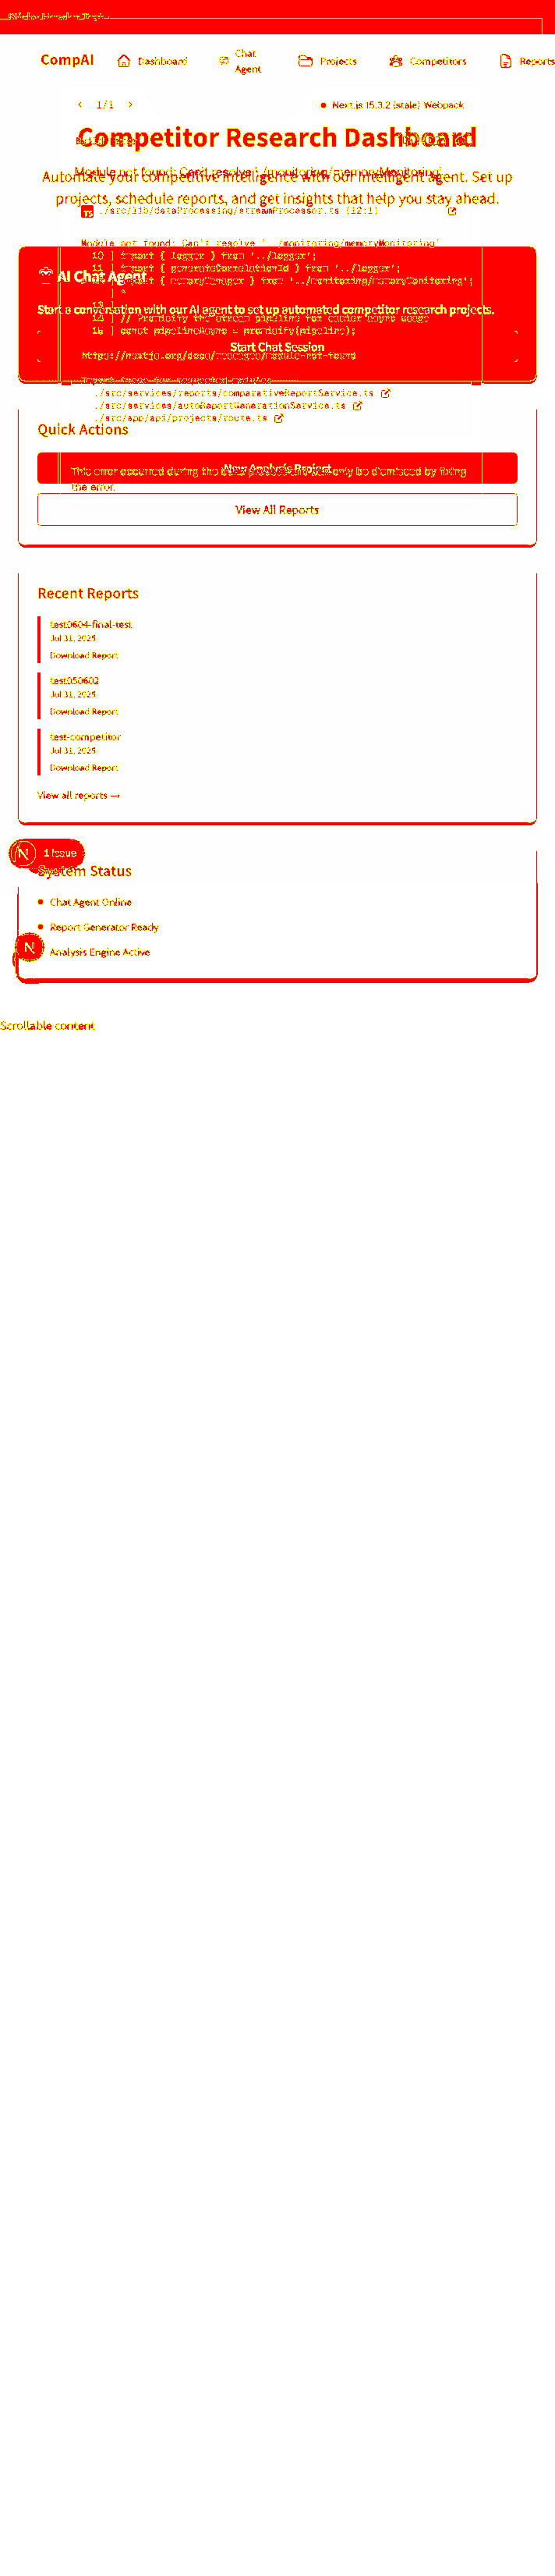 CompAI
Dashboard
Chat
Agent
Projects
Competitors
Reports
1/1
Next.js 15.3.2 (stale) Webpack
Competitor Research Dashboard
Module not found: Can't resolve '../monitoring/memoryMonitoring'
Automate your competitive intelligence with our intelligent agent. Set up
projects, schedule reports, and get insights that help you stay ahead.
./src/lib/dataProcessing/streamProcessor.ts (12:1)
Module not found: Can't resolve '../monitoring/memoryMonitoring'
10 | import { logger } from '../logger';
AI Chat Agent
11 | import { generateCorrelationId } from '../logger';
import { memoryManager } from '../monitoring/memoryMonitoring';
Start a conversation with our AI agent to set up automated competitor research projects.
14 | // Promisify the stream pipeline for easier async usage
15 | const pipelineAsync = promisify(pipeline);
Start Chat Session
https://nextjs.org/docs/messages/module-not-found
./src/services/reports/comparativeReportService.ts
./src/services/autoReportGenerationService.ts
./src/app/api/projects/route.ts
Quick Actions
New Analysis Project
This error occurred during the build process and can only be dismissed by fixing
the error.
View All Reports
Recent Reports
test0604-final-test
Jul 31, 2025
Download Report
test050602
Jul 31, 2025
Download Report
test-competitor
Jul 31, 2025
Download Report
View all reports →
N
1 Issue
System Status
Chat Agent Online
Report Generator Ready
N
Analysis Engine Active
Scrollable content